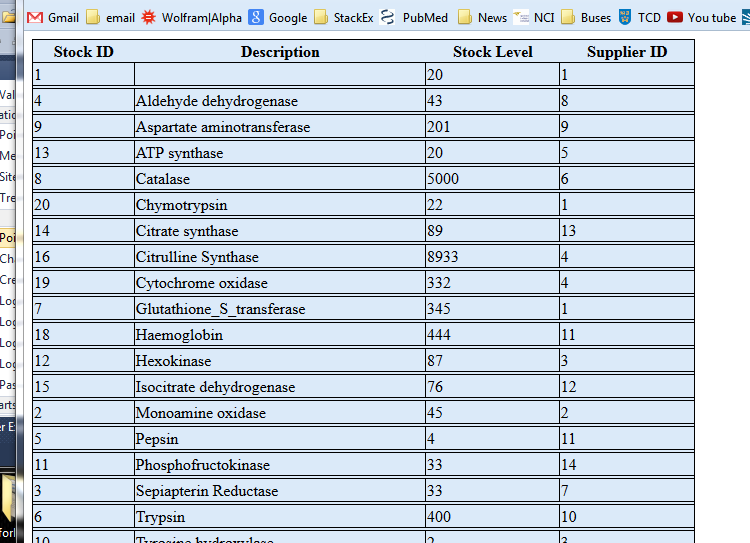 Gmail email Wolfram|Alpha Google StackEx PubMed News NCI Buses TCD You tube
Stock ID Description Stock Level Supplier ID
1 20 1
4 Aldehyde dehydrogenase 43 8
9 Aspartate aminotransferase 201 9
13 ATP synthase 20 5
8 Catalase 5000 6
20 Chymotrypsin 22 1
14 Citrate synthase 89 13
16 Citrulline Synthase 8933 4
19 Cytochrome oxidase 332 4
7 Glutathione_S_transferase 345 1
18 Haemoglobin 444 11
12 Hexokinase 87 3
15 Isocitrate dehydrogenase 76 12
2 Monoamine oxidase 45 2
5 Pepsin 4 11
11 Phosphofructokinase 33 14
3 Sepiapterin Reductase 33 7
6 Trypsin 400 10
10 Tyrosine hydroxylase 2 3